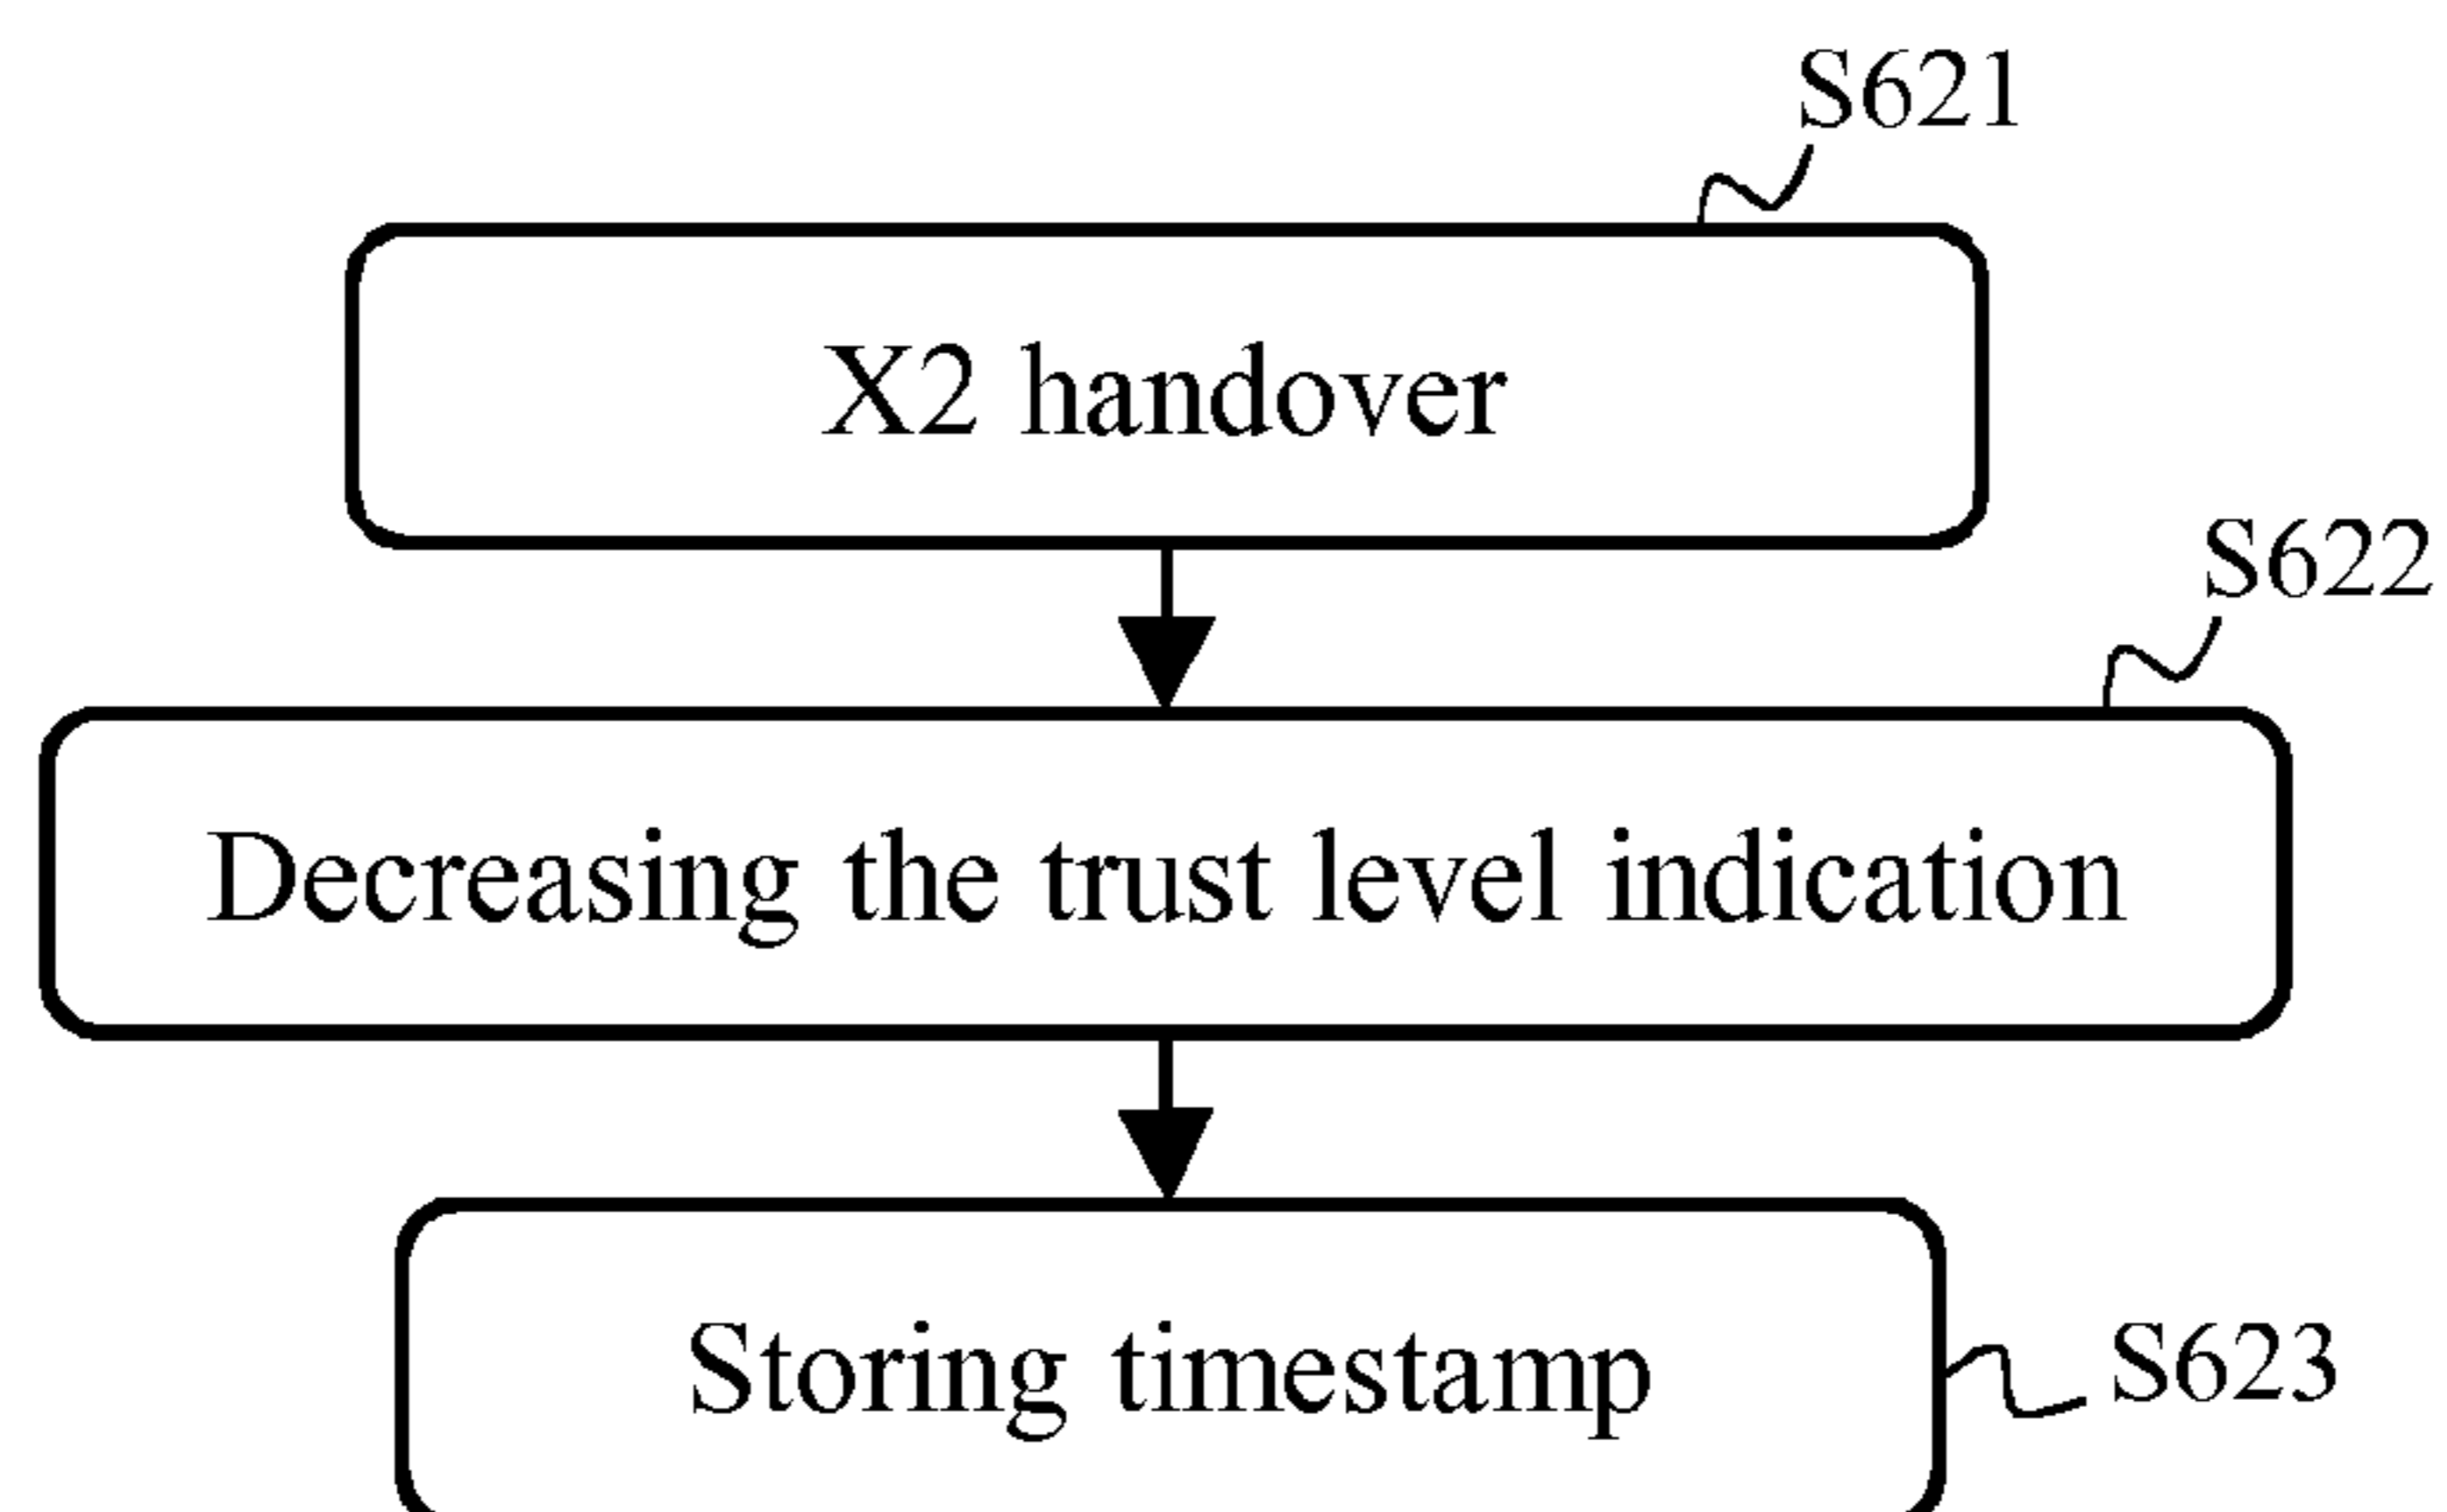 S621
X2 handover
S622
Decreasing the trust level indication
Storing timestamp
S623